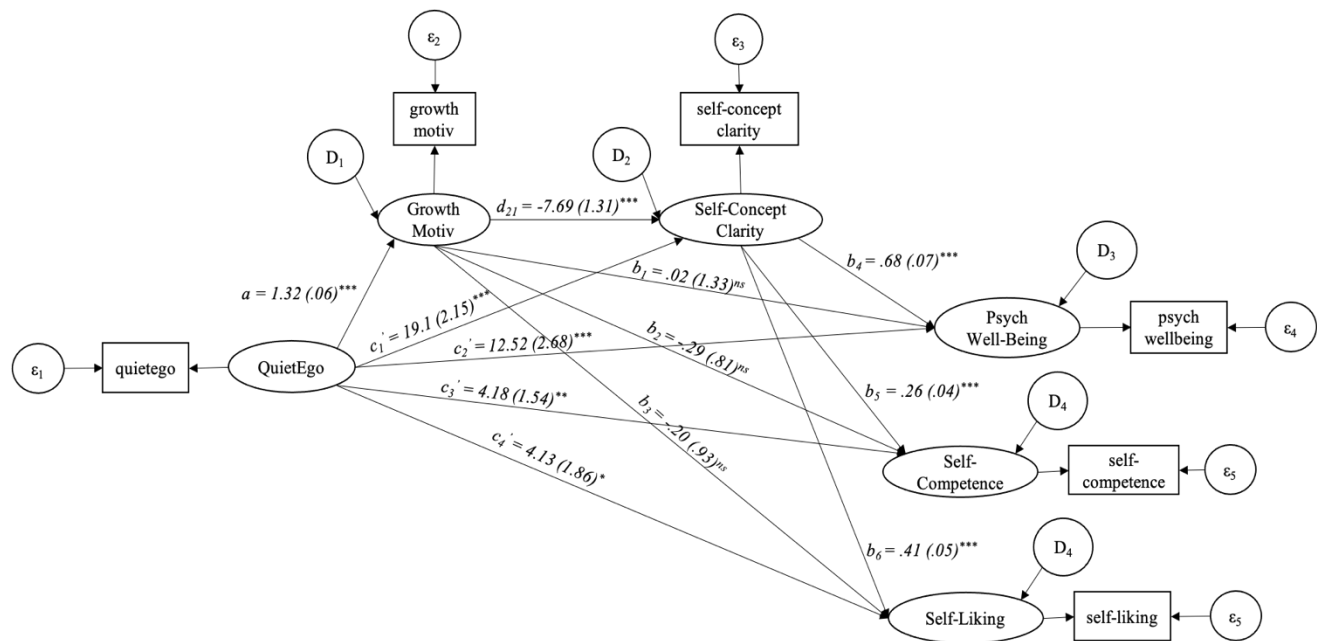 ε2
ε3
growth
motiv
self-concept
clarity
D1
D2
Growth
Motiv
d21 = -7.69 (1.31)***
Self-Concept
Clarity
a = 1.32 (.06)***
c1' = 19.1 (2.15)***
b1 = .02 (1.33)ns
b4 = .68 (.07)***
D3
Psych
Well-Being
psych
wellbeing
ε4
ε1
quietego
QuietEgo
c2' = 12.52 (2.68)***
b2 = -.29 (.81)ns
c3' = 4.18 (1.54)**
b3 = -.20 (.93)ns
b5 = .26 (.04)***
D4
c4' = 4.13 (1.86)*
Self-
Competence
self-
competence
ε5
b6 = .41 (.05)***
D4
Self-Liking
self-liking
ε5